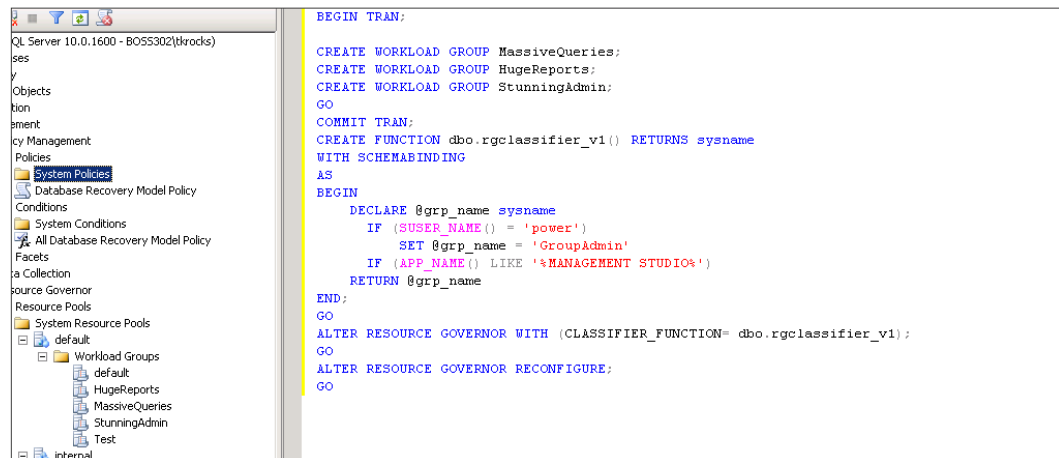 QL Server 10.0.1600 - BOSS302\tkrocks)
ses
y
Objects
tion
ement
cy Management
Policies
System Policies
Database Recovery Model Policy
Conditions
System Conditions
All Database Recovery Model Policy
Facets
ta Collection
source Governor
Resource Pools
System Resource Pools
default
Workload Groups
default
HugeReports
MassiveQueries
StunningAdmin
Test
internal
BEGIN TRAN;
CREATE WORKLOAD GROUP MassiveQueries;
CREATE WORKLOAD GROUP HugeReports;
CREATE WORKLOAD GROUP StunningAdmin;
GO
COMMIT TRAN;
CREATE FUNCTION dbo.rgclassifier_v1() RETURNS sysname
WITH SCHEMABINDING
AS
BEGIN
DECLARE @grp_name sysname
IF (SUSER_NAME() = 'power')
SET @grp_name = 'GroupAdmin'
IF (APP_NAME() LIKE '%MANAGEMENT STUDIO%')
RETURN @grp_name
END;
GO
ALTER RESOURCE GOVERNOR WITH (CLASSIFIER_FUNCTION= dbo.rgclassifier_v1);
GO
ALTER RESOURCE GOVERNOR RECONFIGURE;
GO